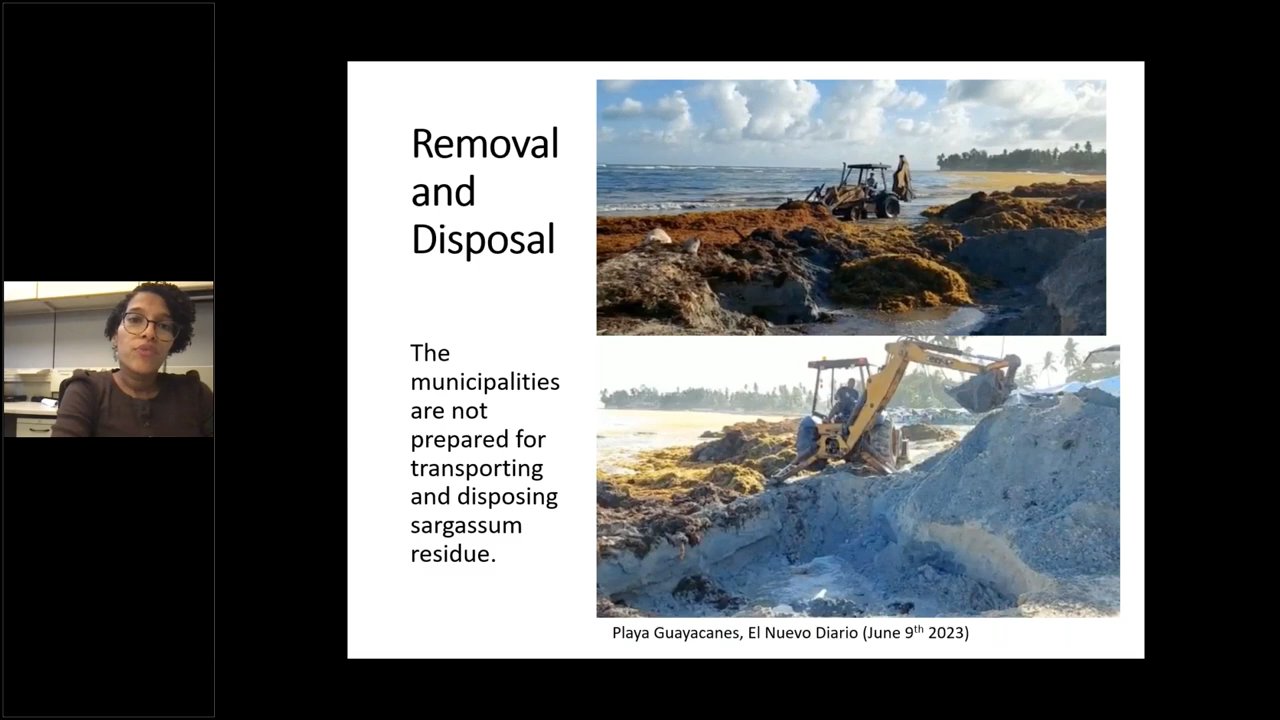 Removal
and
Disposal
The
municipalities
are not
prepared for
transporting
and disposing
sargassum
residue.
Playa Guayacanes, El Nuevo Diario (June 9th 2023)